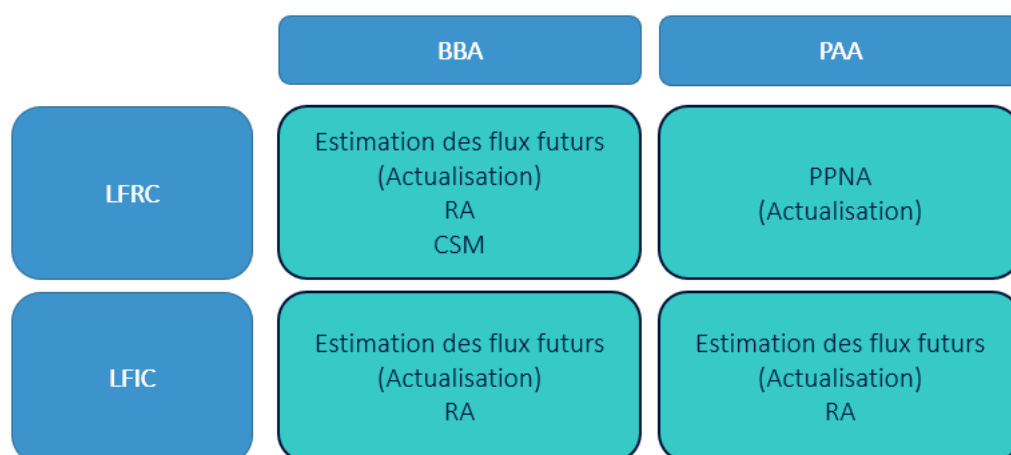 BBA
PAA
LFRC
Estimation des flux futurs
(Actualisation)
RA
CSM
PPNA
(Actualisation)
LFIC
Estimation des flux futurs
(Actualisation)
RA
Estimation des flux futurs
(Actualisation)
RA